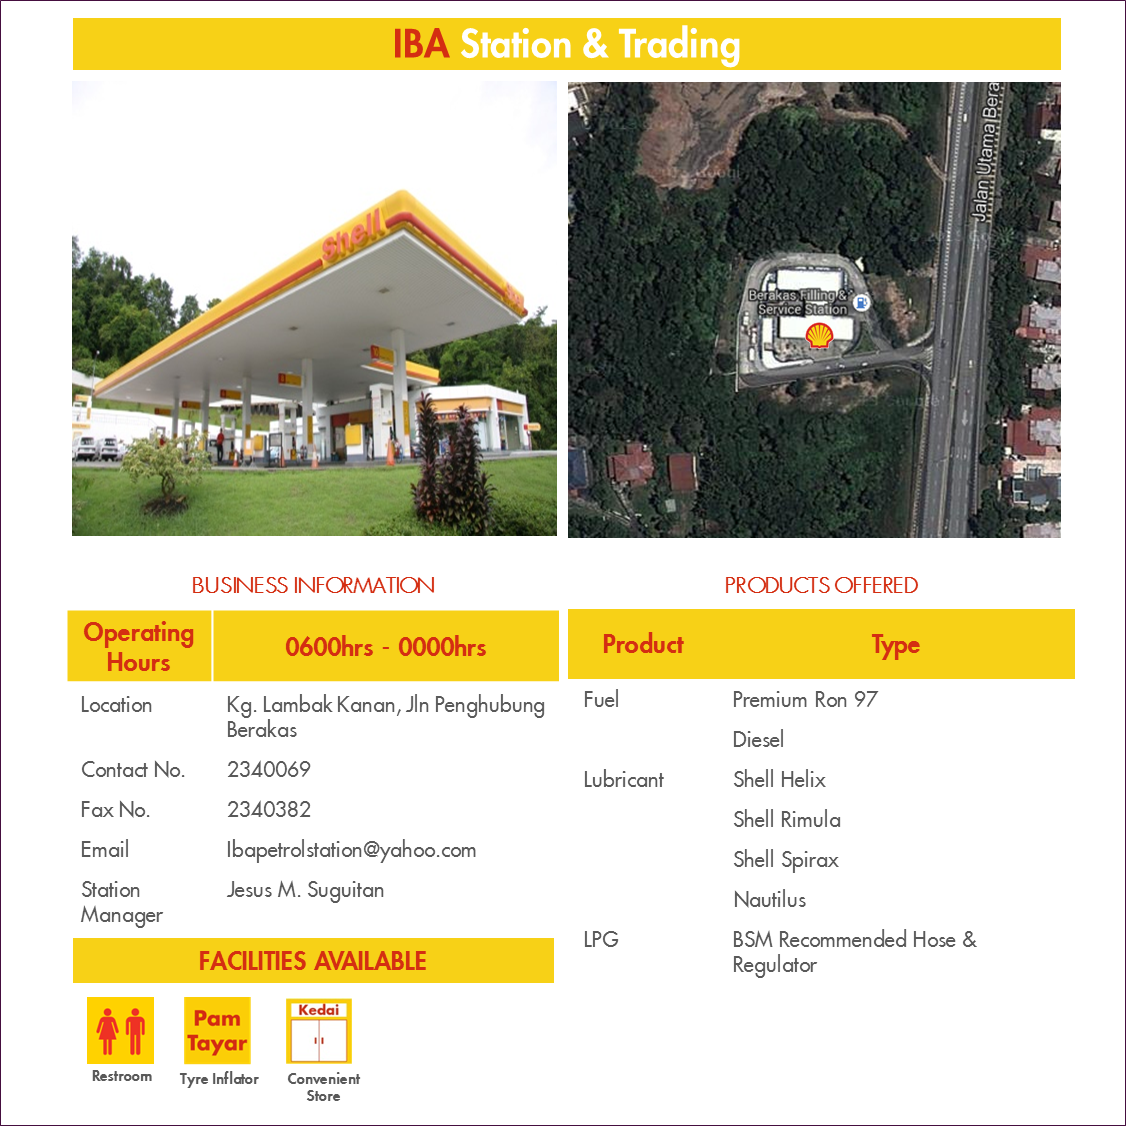 IBA Station & Trading
Shell
Jalan Utama Bera
Berakas Filling &
Service Station
BUSINESS INFORMATION
Operating
Hours
0600hrs - 0000hrs
Location
Kg. Lambak Kanan, Jln Penghubung
Berakas
Contact No.
2340069
Fax No.
2340382
Email
Ibapetrolstation@yahoo.com
Station
Manager
Jesus M. Suguitan
FACILITIES AVAILABLE
Restroom
Pam
Tayar
Tyre Inflator
Kedai
Convenient
Store
PRODUCTS OFFERED
Product
Type
Fuel
Premium Ron 97
Diesel
Lubricant
Shell Helix
Shell Rimula
Shell Spirax
Nautilus
LPG
BSM Recommended Hose &
Regulator